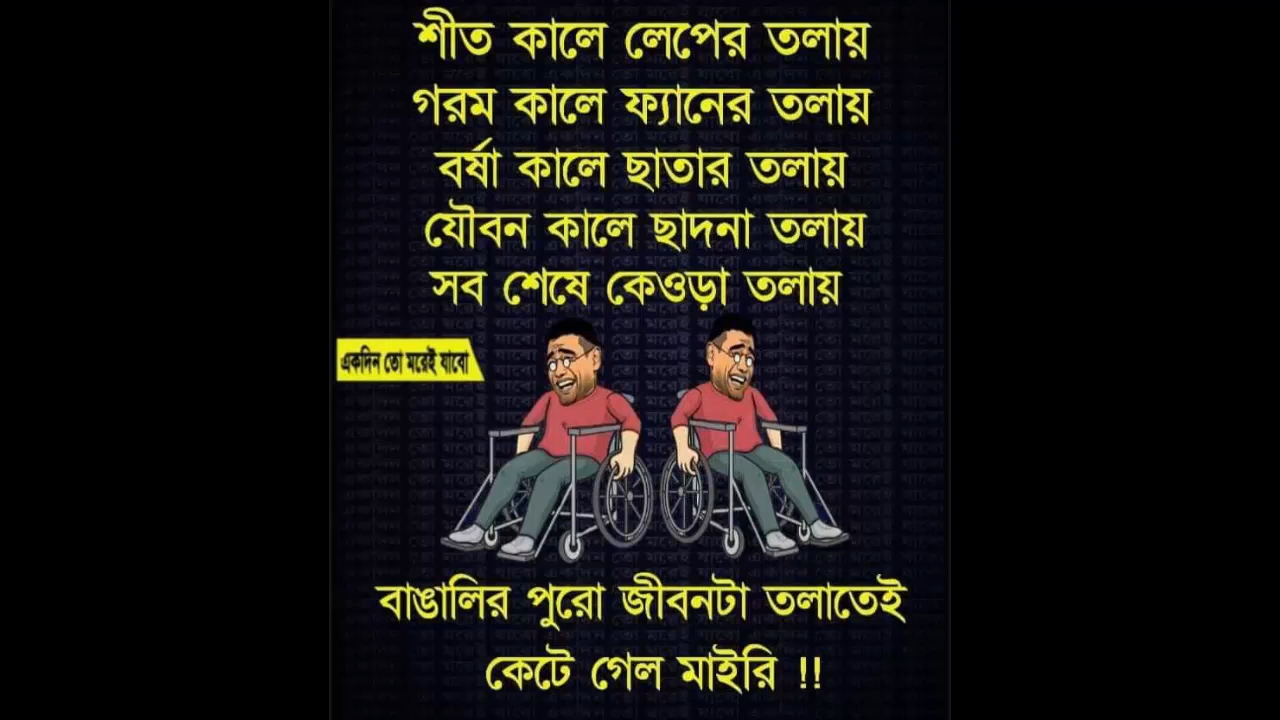 শীত কালে লেপের তলায়
গরম কালে ফ্যানের তলায়
বর্ষা কালে ছাতার তলায়
যৌবন কালে ছাদনা তলায়
সব শেষে কেওড়া তলায়
একদিন তো মরেই যাবো
বাঙালির পুরো জীবনটা তলাতেই
কেটে গেল মাইরি !!